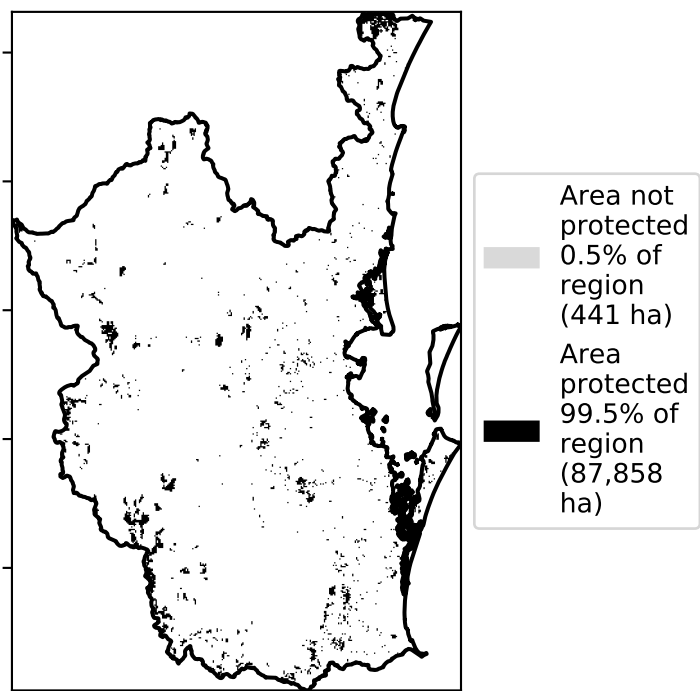 Area not
protected
0.5% of
region
(441 ha)
Area
protected
99.5% of
region
(87,858
ha)